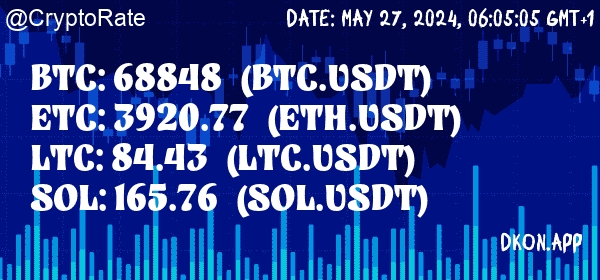 @CryptoRate
DATE: MAY 27, 2024, 06:05:05 GMT+1
BTC: 68848 (BTC.USDT)
ETC: 3920.77 (ETH.USDT)
LTC: 84.43 (LTC.USDT)
SOL: 165.76 (SOL.USDT)
DKON.APP